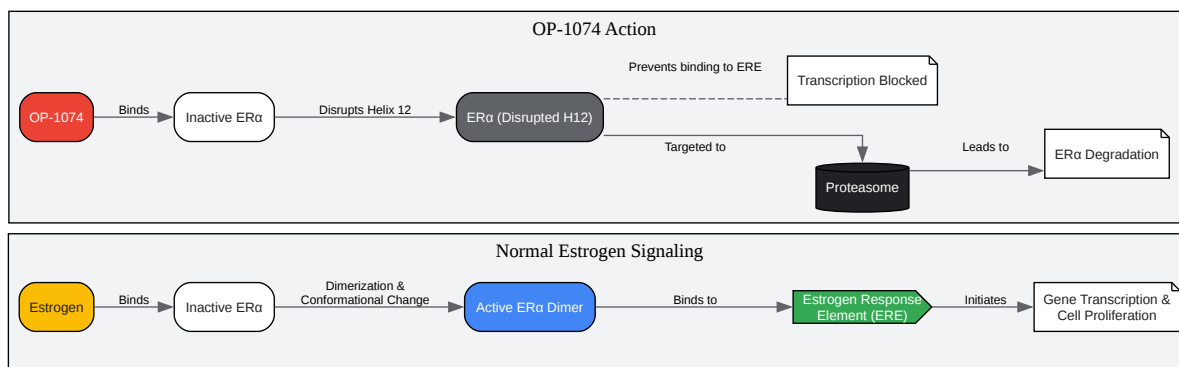 OP-1074 Action
Prevents binding to ERE
Transcription Blocked
OP-1074
Binds
Inactive ERα
Disrupts Helix 12
ERα (Disrupted H12)
Targeted to
Proteasome
Leads to
ERα Degradation
Normal Estrogen Signaling
Estrogen
Binds
Inactive ERα
Dimerization &
Conformational Change
Active ERα Dimer
Binds to
Estrogen Response
Element (ERE)
Initiates
Gene Transcription &
Cell Proliferation